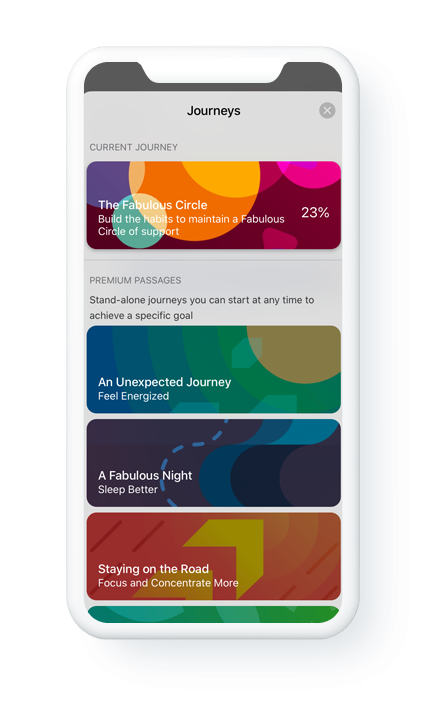 Journeys
CURRENT JOURNEY
The Fabulous Circle
Build the habits to maintain a Fabulous
Circle of support
23%
PREMIUM PASSAGES
Stand-alone journeys you can start at any time to
achieve a specific goal
An Unexpected Journey
Feel Energized
A Fabulous Night
Sleep Better
Staying on the Road
Focus and Concentrate More